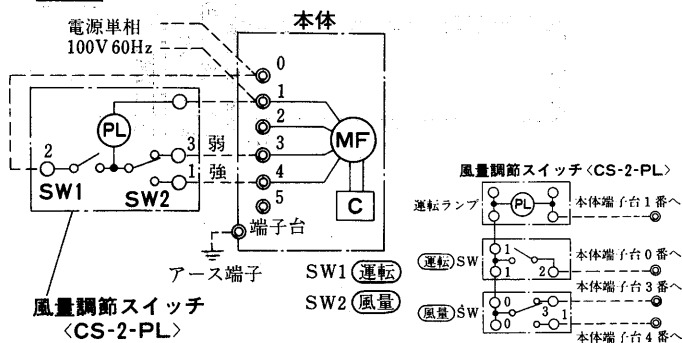 電源単相
100V 60Hz
本体
0
1
2
3
4
5
PL
MF
C
2
3 弱
1 強
SW1
SW2
端子台
アース端子
SW1 運転
SW2 風量
風量調節スイッチ
〈CS-2-PL〉
風量調節スイッチ〈CS-2-PL〉
運転ランプ
PL
本体端子台1番へ
運転 SW
1
1
2
本体端子台0番へ
本体端子台3番へ
風量 SW
0
0
3
1
本体端子台4番へ